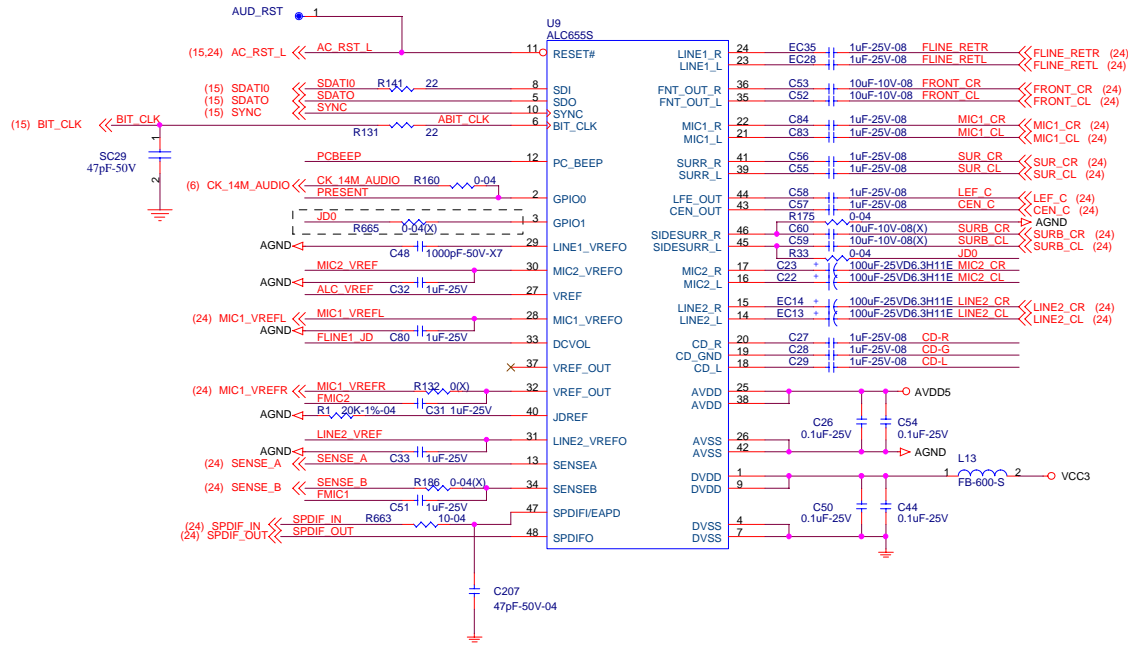 AUD_RST 1
U9
ALC655S
(15,24) AC_RST_L AC_RST_L 11 RESET# LINE1_R 24 EC35 1uF-25V-08 FLINE_RETR FLINE_RETR (24)
LINE1_L 23 EC28 1uF-25V-08 FLINE_RETL FLINE_RETL (24)
(15) SDATI0 SDATI0 R141 22 8 SDI FNT_OUT_R 36 C53 10uF-10V-08 FRONT_CR FRONT_CR (24)
(15) SDATO SDATO 5 SDO FNT_OUT_L 35 C52 10uF-10V-08 FRONT_CL FRONT_CL (24)
(15) SYNC SYNC 10 SYNC
(15) BIT_CLK BIT_CLK R131 22 ABIT_CLK 6 BIT_CLK MIC1_R 22 C84 1uF-25V-08 MIC1_CR MIC1_CR (24)
MIC1_L 21 C83 1uF-25V-08 MIC1_CL MIC1_CL (24)
1 SC29 47pF-50V 2
PCBEEP 12 PC_BEEP SURR_R 41 C56 1uF-25V-08 SUR_CR SUR_CR (24)
SURR_L 39 C55 1uF-25V-08 SUR_CL SUR_CL (24)
(6) CK_14M_AUDIO CK_14M_AUDIO R160 0-04
PRESENT 2 GPIO0 LFE_OUT 44 C58 1uF-25V-08 LEF_C LEF_C (24)
CEN_OUT 43 C57 1uF-25V-08 CEN_C CEN_C (24)
JD0 R665 0-04(X) 3 GPIO1 R175 0-04 AGND
SIDESURR_R 46 C60 10uF-10V-08(X) SURB_CR SURB_CR (24)
AGND C48 1000pF-50V-X7 29 LINE1_VREFO SIDESURR_L 45 C59 10uF-10V-08(X) SURB_CL SURB_CL (24)
R33 0-04 JD0
MIC2_VREF 30 MIC2_VREFO MIC2_R 17 C23 + 100uF-25VD6.3H11E MIC2_CR
AGND C32 1uF-25V MIC2_L 16 C22 + 100uF-25VD6.3H11E MIC2_CL
ALC_VREF 27 VREF
LINE2_R 15 EC14 + 100uF-25VD6.3H11E LINE2_CR LINE2_CR (24)
(24) MIC1_VREFL MIC1_VREFL 28 MIC1_VREFO LINE2_L 14 EC13 + 100uF-25VD6.3H11E LINE2_CL LINE2_CL (24)
AGND C80 1uF-25V
FLINE1_JD 33 DCVOL CD_R 20 C27 1uF-25V-08 CD-R
CD_GND 19 C28 1uF-25V-08 CD-G
37 VREF_OUT CD_L 18 C29 1uF-25V-08 CD-L
(24) MIC1_VREFR MIC1_VREFR R132 0(X) 32 VREF_OUT AVDD 25 AVDD5
FMIC2 C31 1uF-25V AVDD 38
AGND R1 20K-1%-04 40 JDREF C26 0.1uF-25V C54 0.1uF-25V
LINE2_VREF 31 LINE2_VREFO AVSS 26
AGND C33 1uF-25V AVSS 42 AGND
(24) SENSE_A SENSE_A 13 SENSEA L13
DVDD 1 1 FB-600-S 2 VCC3
(24) SENSE_B SENSE_B R186 0-04(X) 34 SENSEB DVDD 9
FMIC1 C51 1uF-25V C50 0.1uF-25V C44 0.1uF-25V
(24) SPDIF_IN SPDIF_IN R663 10-04 47 SPDIFI/EAPD DVSS 4
(24) SPDIF_OUT SPDIF_OUT 48 SPDIFO DVSS 7
C207
47pF-50V-04